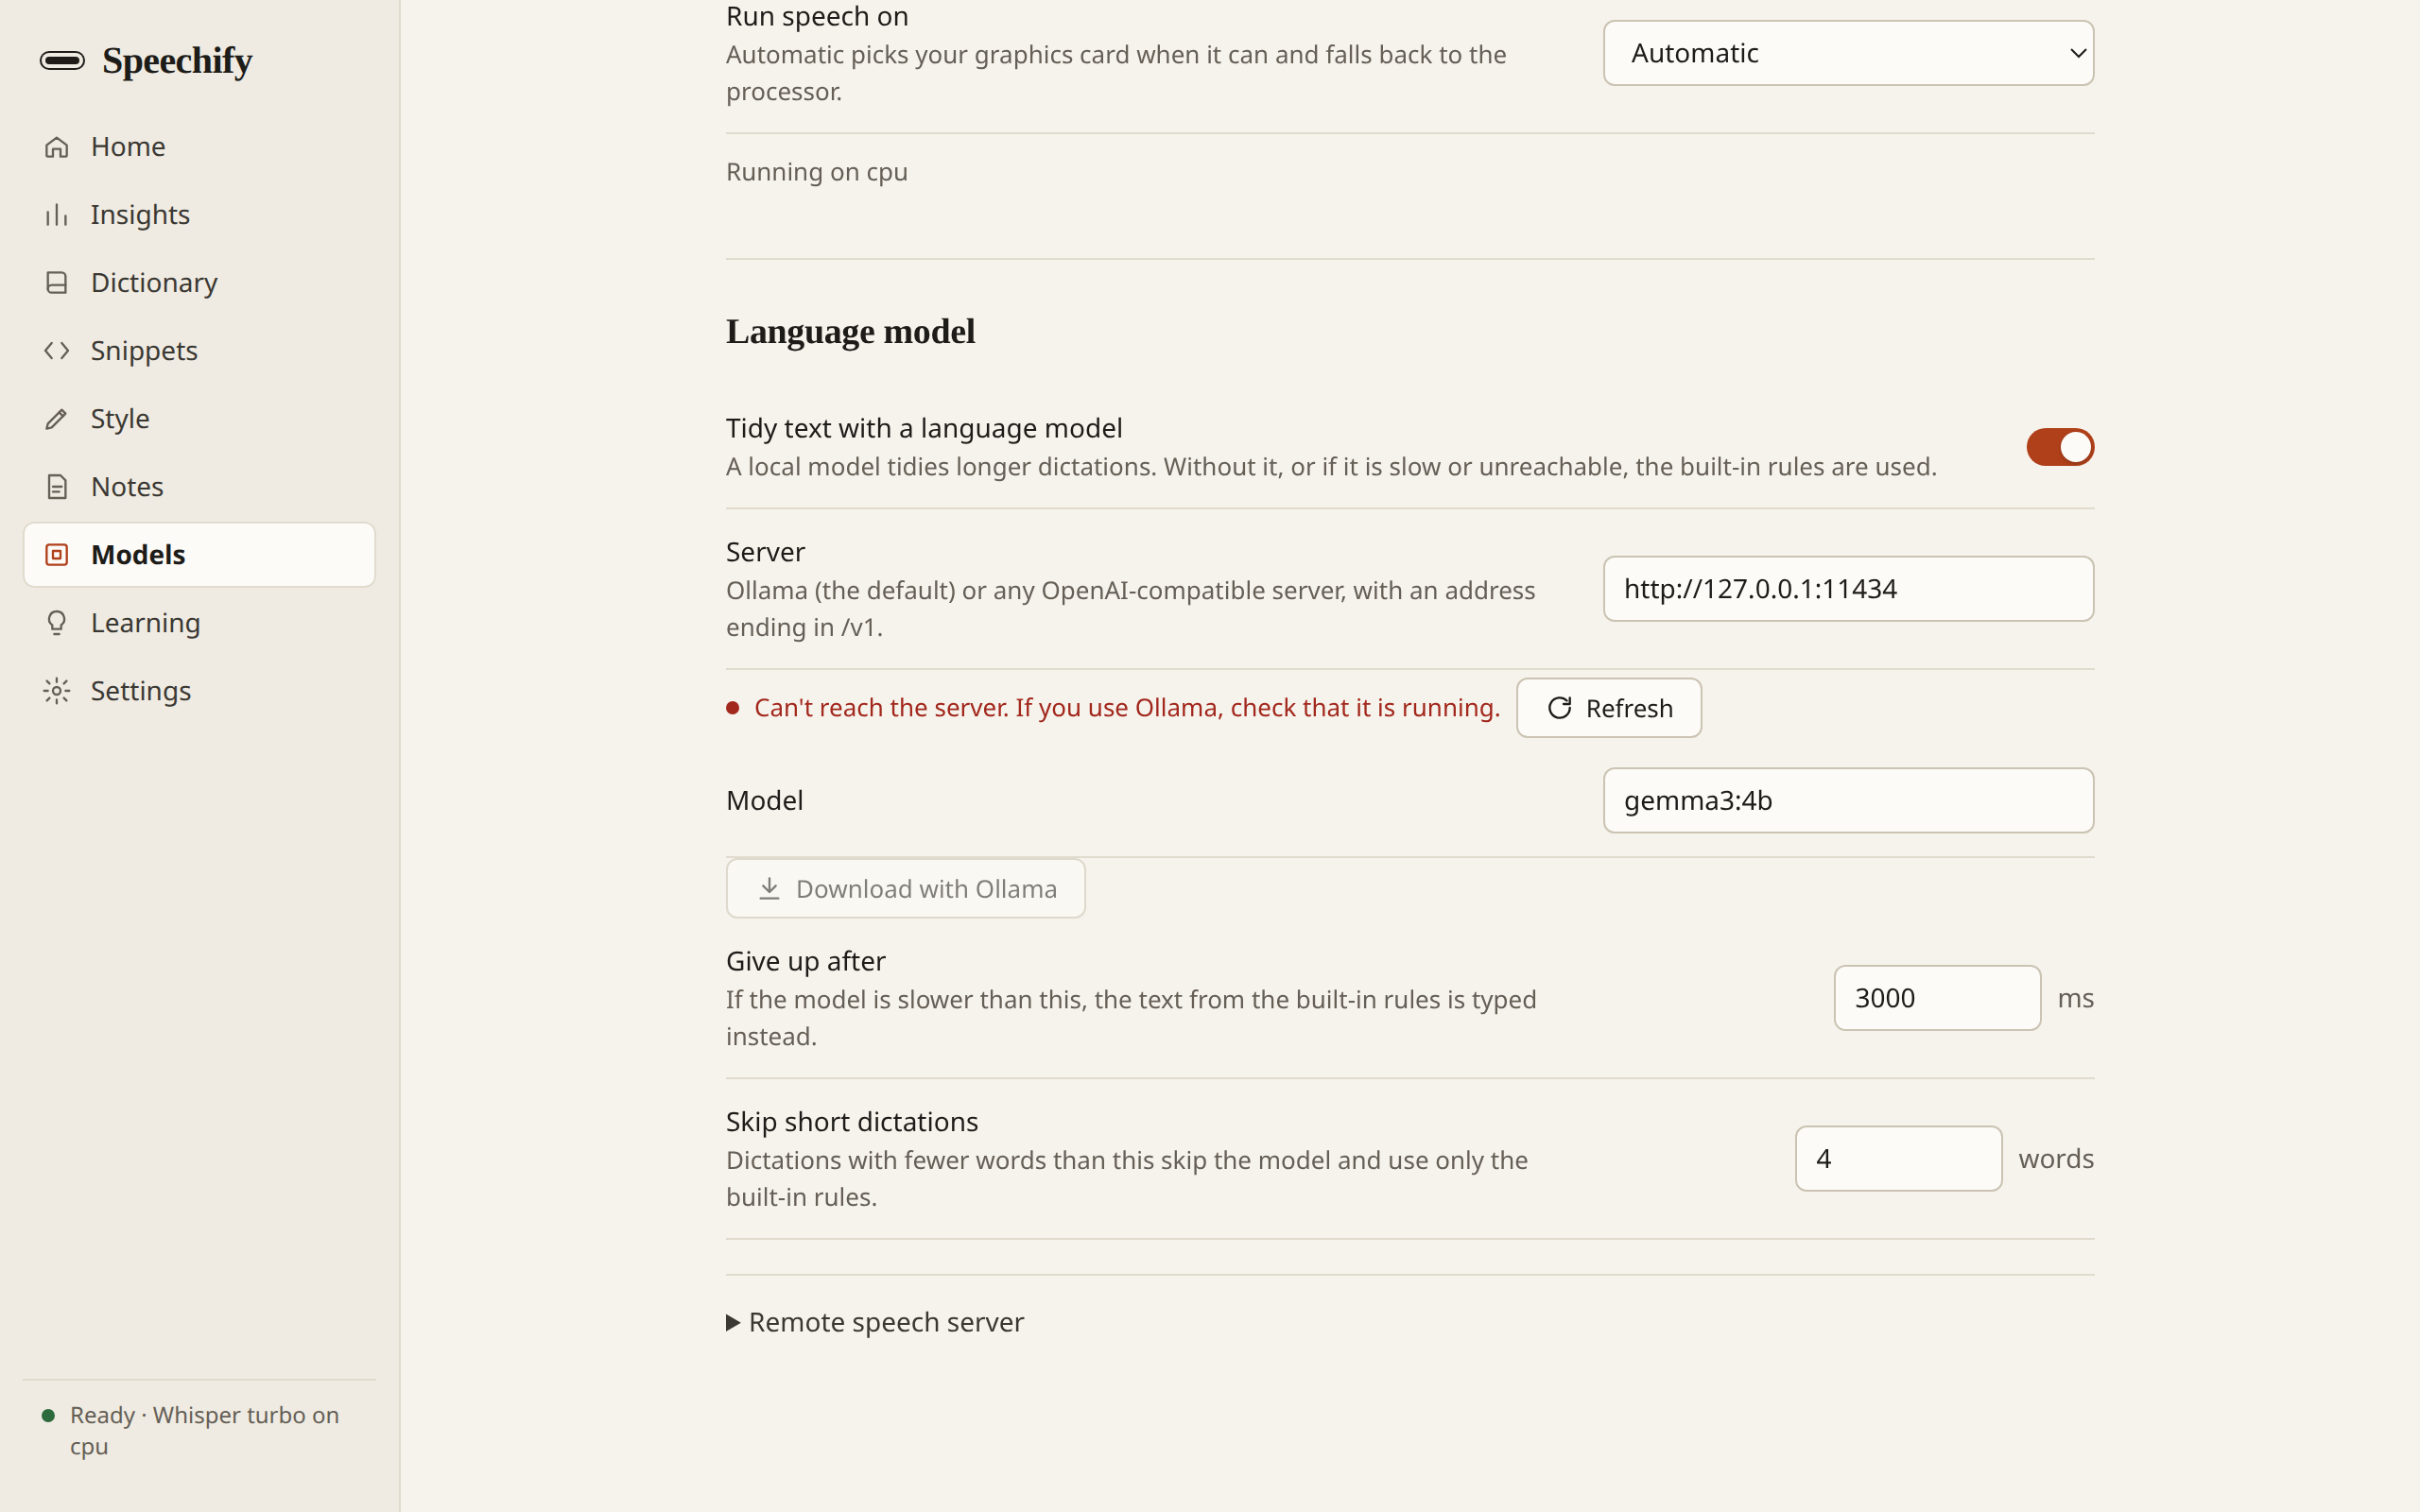 Speechify
Home
Insights
Dictionary
Snippets
Style
Notes
Models
Learning
Settings
Ready · Whisper turbo on
cpu
Run speech on
Automatic picks your graphics card when it can and falls back to the
processor.
Automatic
Running on cpu
Language model
Tidy text with a language model
A local model tidies longer dictations. Without it, or if it is slow or unreachable, the built-in rules are used.
Server
Ollama (the default) or any OpenAI-compatible server, with an address
ending in /v1.
http://127.0.0.1:11434
Can't reach the server. If you use Ollama, check that it is running.
Refresh
Model
gemma3:4b
Download with Ollama
Give up after
If the model is slower than this, the text from the built-in rules is typed
instead.
3000 ms
Skip short dictations
Dictations with fewer words than this skip the model and use only the
built-in rules.
4 words
Remote speech server